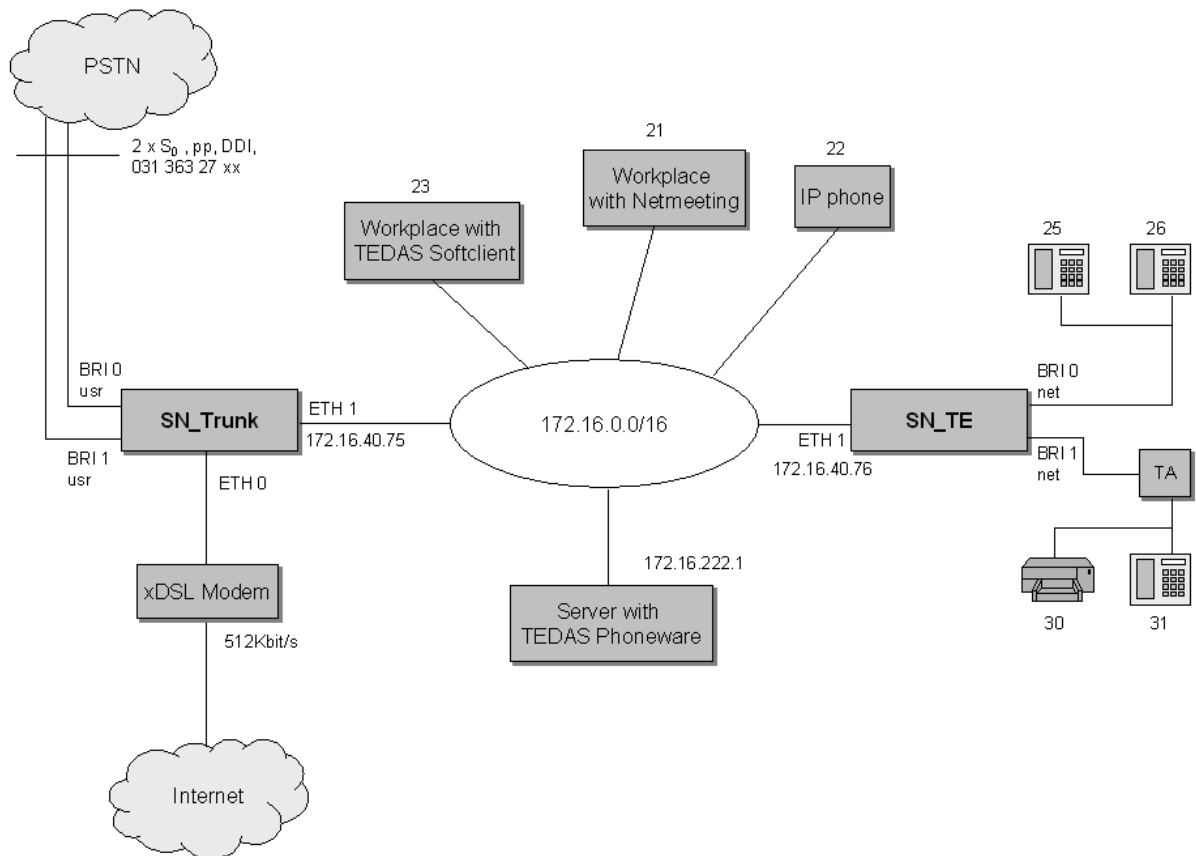 PSTN
2 x S₀ , pp, DDI,
031 363 27 xx
21
Workplace
with Netmeeting
22
IP phone
23
Workplace with
TEDAS Softclient
25
26
BRI 0
usr
SN_Trunk
ETH 1
172.16.40.75
BRI 1
usr
ETH 0
172.16.0.0/16
ETH 1
172.16.40.76
SN_TE
BRI 0
net
BRI 1
net
TA
30
31
172.16.222.1
Server with
TEDAS Phoneware
xDSL Modem
512Kbit/s
Internet